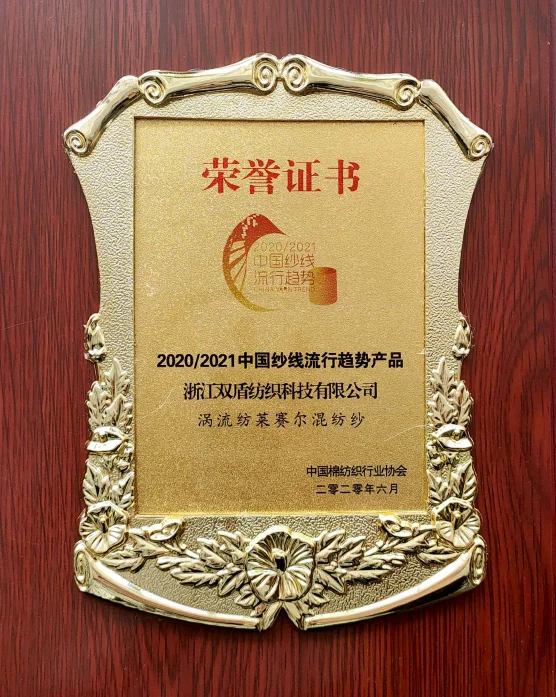 荣誉证书
2020/2021
中国纱线
流行趋势
CHINA YARN TREND
2020/2021中国纱线流行趋势产品
浙江双盾纺织科技有限公司
涡流纺莱赛尔混纺纱
中国棉纺织行业协会
二零二零年六月